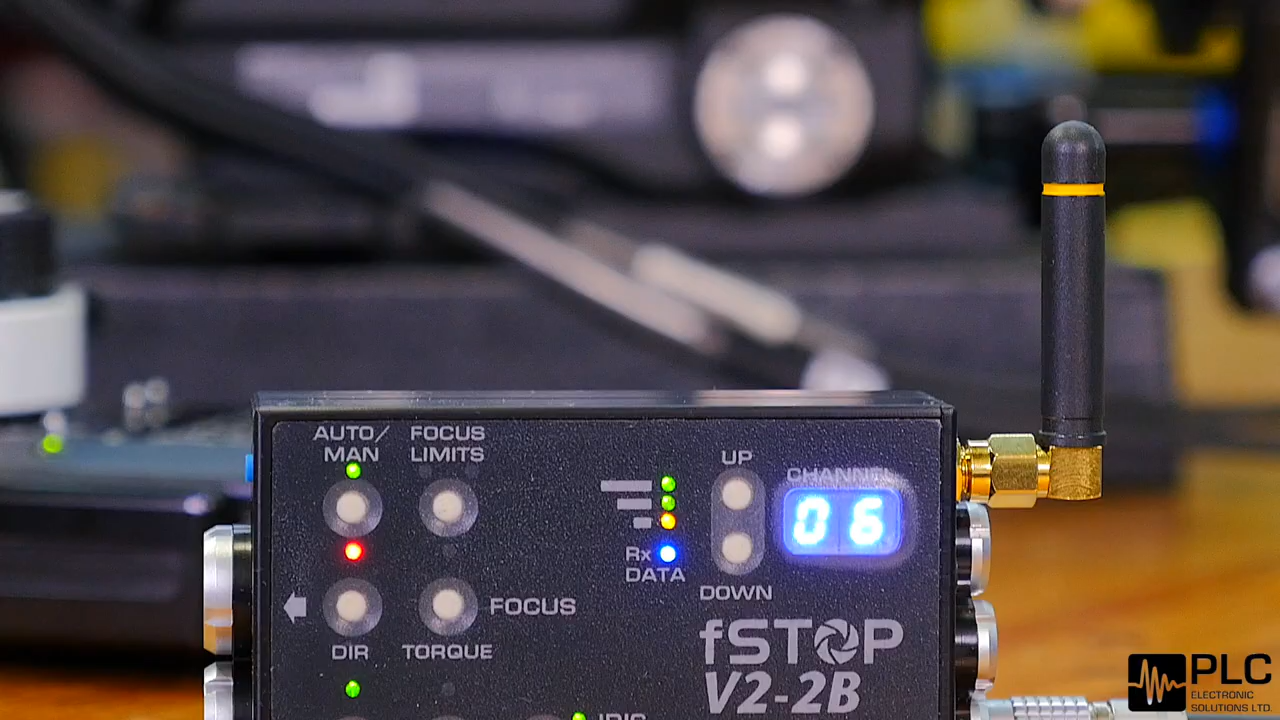 AUTO/
MAN
FOCUS
LIMITS
UP
CHANNEL
06
Rx
DATA
DOWN
FOCUS
DIR
TORQUE
fSTOP
V2-2B
IRIS
PLC
ELECTRONIC
SOLUTIONS LTD.